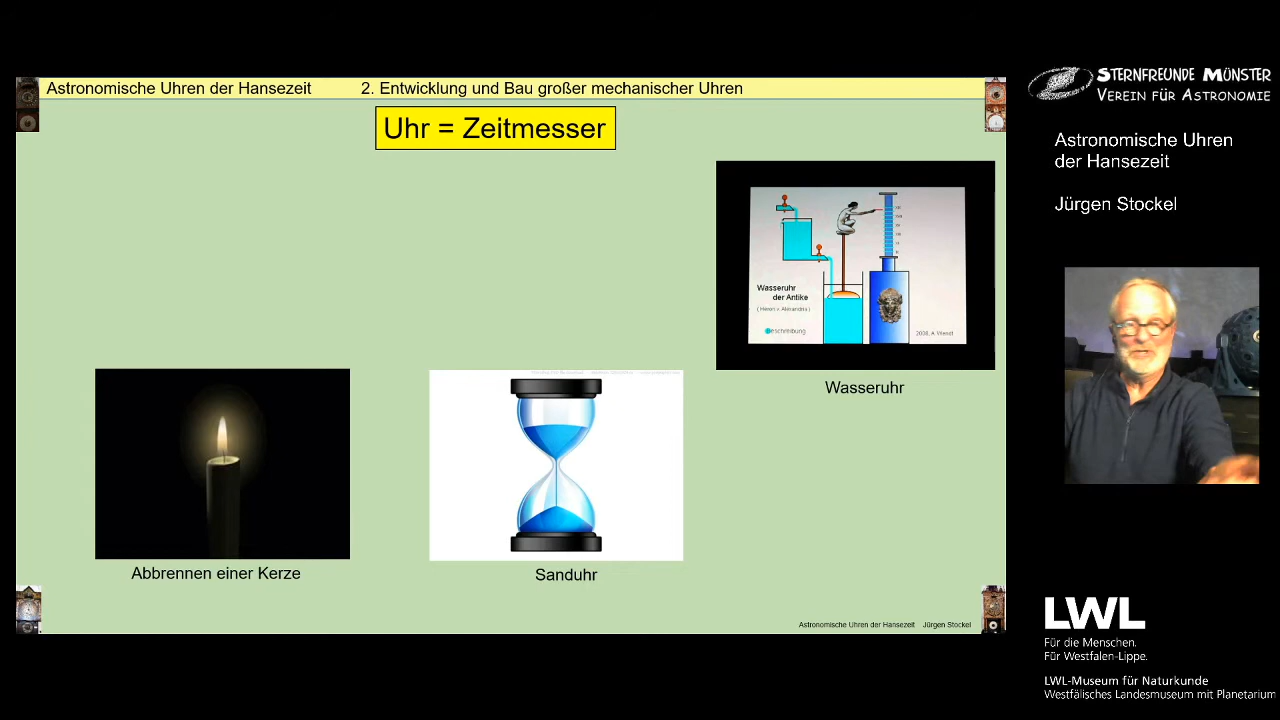 Astronomische Uhren der Hansezeit
2. Entwicklung und Bau großer mechanischer Uhren
Uhr = Zeitmesser
Wasseruhr
der Antike
( Heron v. Alexandria )
Beschreibung
2008, A. Wendt
Wasseruhr
Abbrennen einer Kerze
Sanduhr
Astronomische Uhren der Hansezeit Jürgen Stockel
STERNFREUNDE MÜNSTER
VEREIN FÜR ASTRONOMIE
Astronomische Uhren
der Hansezeit
Jürgen Stockel
LWL
Für die Menschen.
Für Westfalen-Lippe.
LWL-Museum für Naturkunde
Westfälisches Landesmuseum mit Planetarium